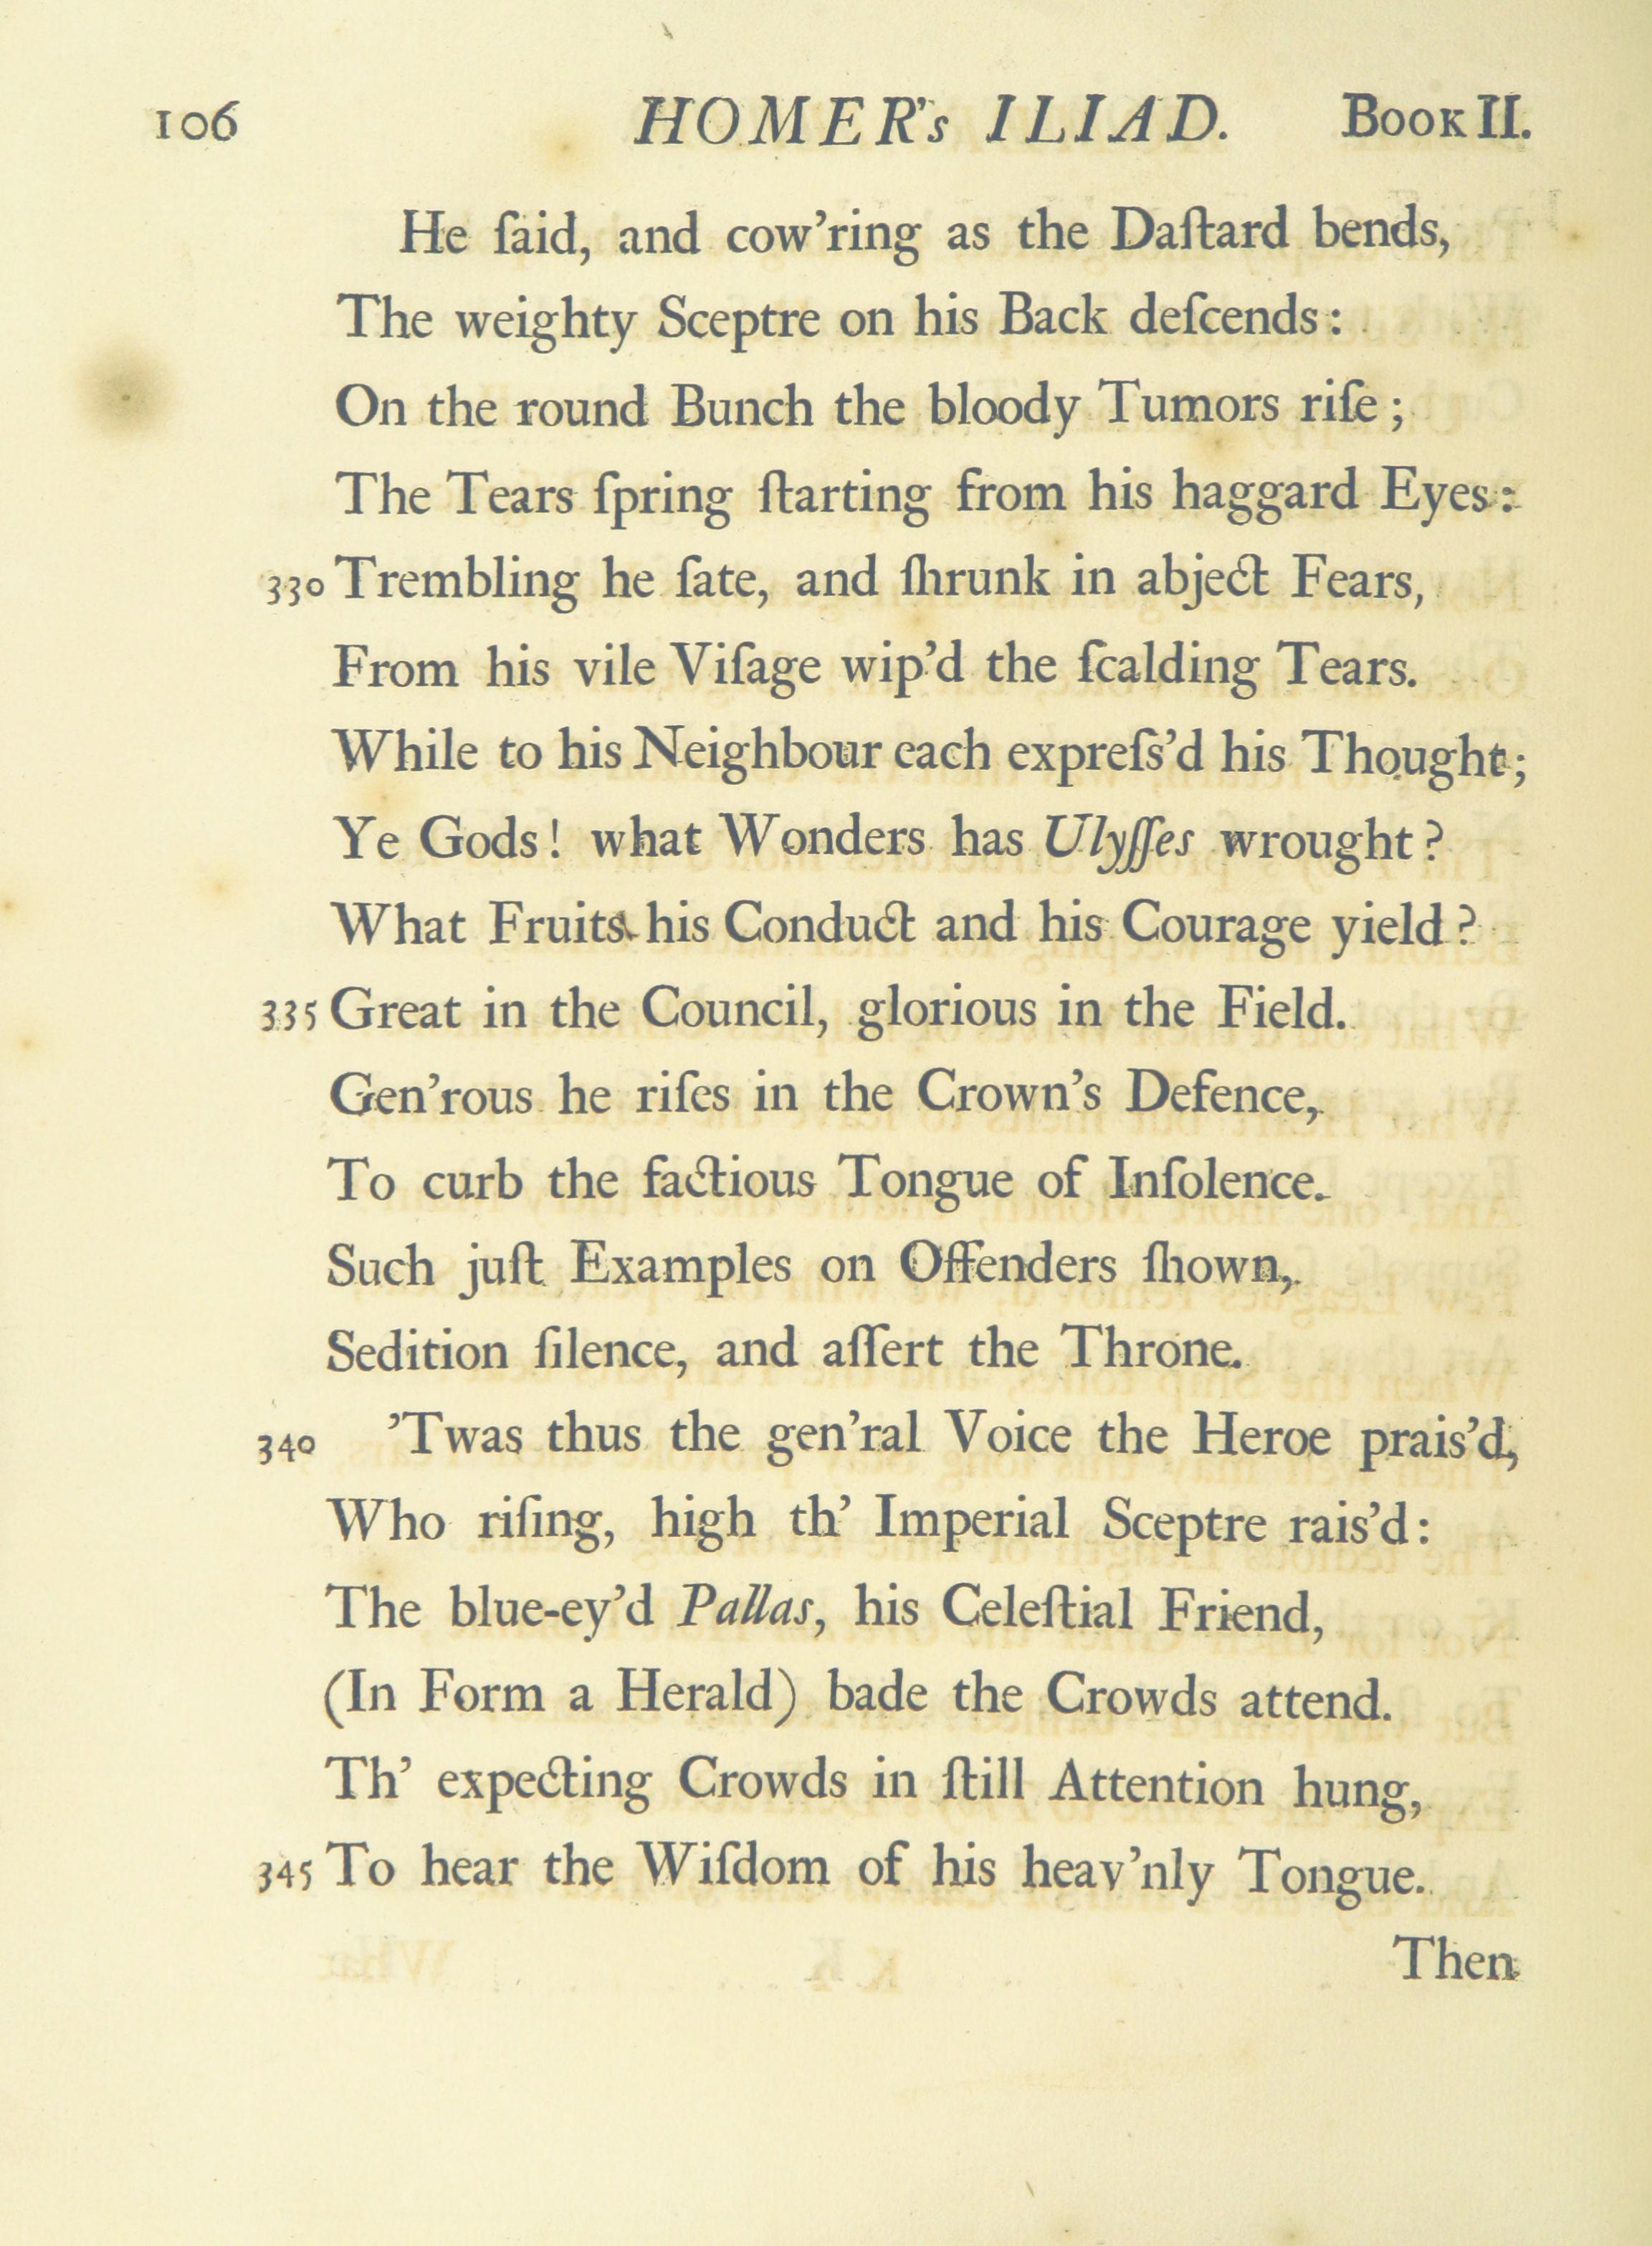 106 HOMER's ILIAD. BOOK II.
He ſaid, and cow'ring as the Daſtard bends,
The weighty Sceptre on his Back deſcends:
On the round Bunch the bloody Tumors riſe;
The Tears ſpring ſtarting from his haggard Eyes:
330 Trembling he ſate, and ſhrunk in abject Fears,
From his vile Viſage wip'd the ſcalding Tears.
While to his Neighbour each expreſs'd his Thought;
Ye Gods! what Wonders has Ulyſſes wrought?
What Fruits his Conduct and his Courage yield?
335 Great in the Council, glorious in the Field.
Gen'rous he riſes in the Crown's Defence,
To curb the factious Tongue of Inſolence.
Such juſt Examples on Offenders ſhown,
Sedition ſilence, and aſſert the Throne.
340 'Twas thus the gen'ral Voice the Heroe prais'd,
Who riſing, high th' Imperial Sceptre rais'd:
The blue-ey'd Pallas, his Celeſtial Friend,
(In Form a Herald) bade the Crowds attend.
Th' expecting Crowds in ſtill Attention hung,
345 To hear the Wiſdom of his heav'nly Tongue.
Then